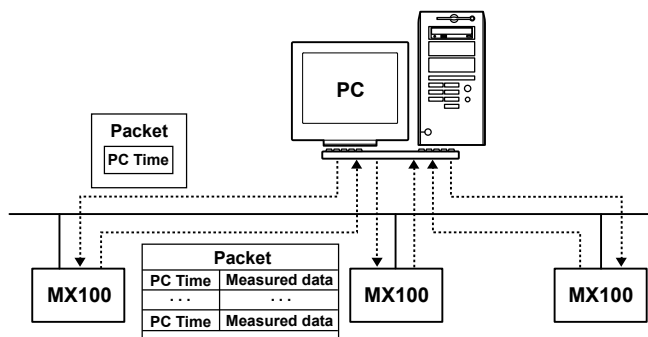 PC
Packet
PC Time
Packet
PC Time Measured data
··· ···
PC Time Measured data
MX100
MX100
MX100